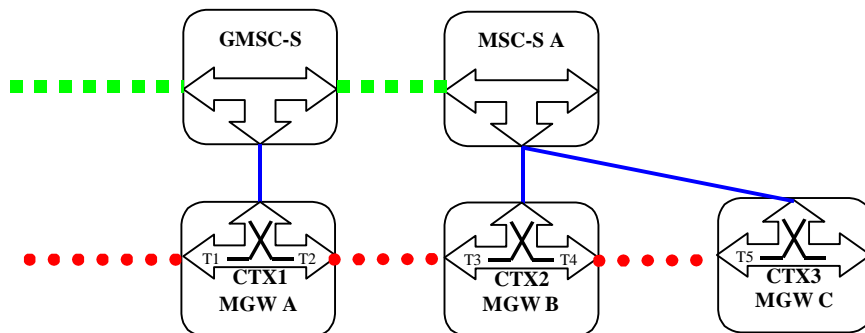 GMSC-S
MSC-S A
T1 T2
CTX1
MGW A
T3 T4
CTX2
MGW B
T5
CTX3
MGW C